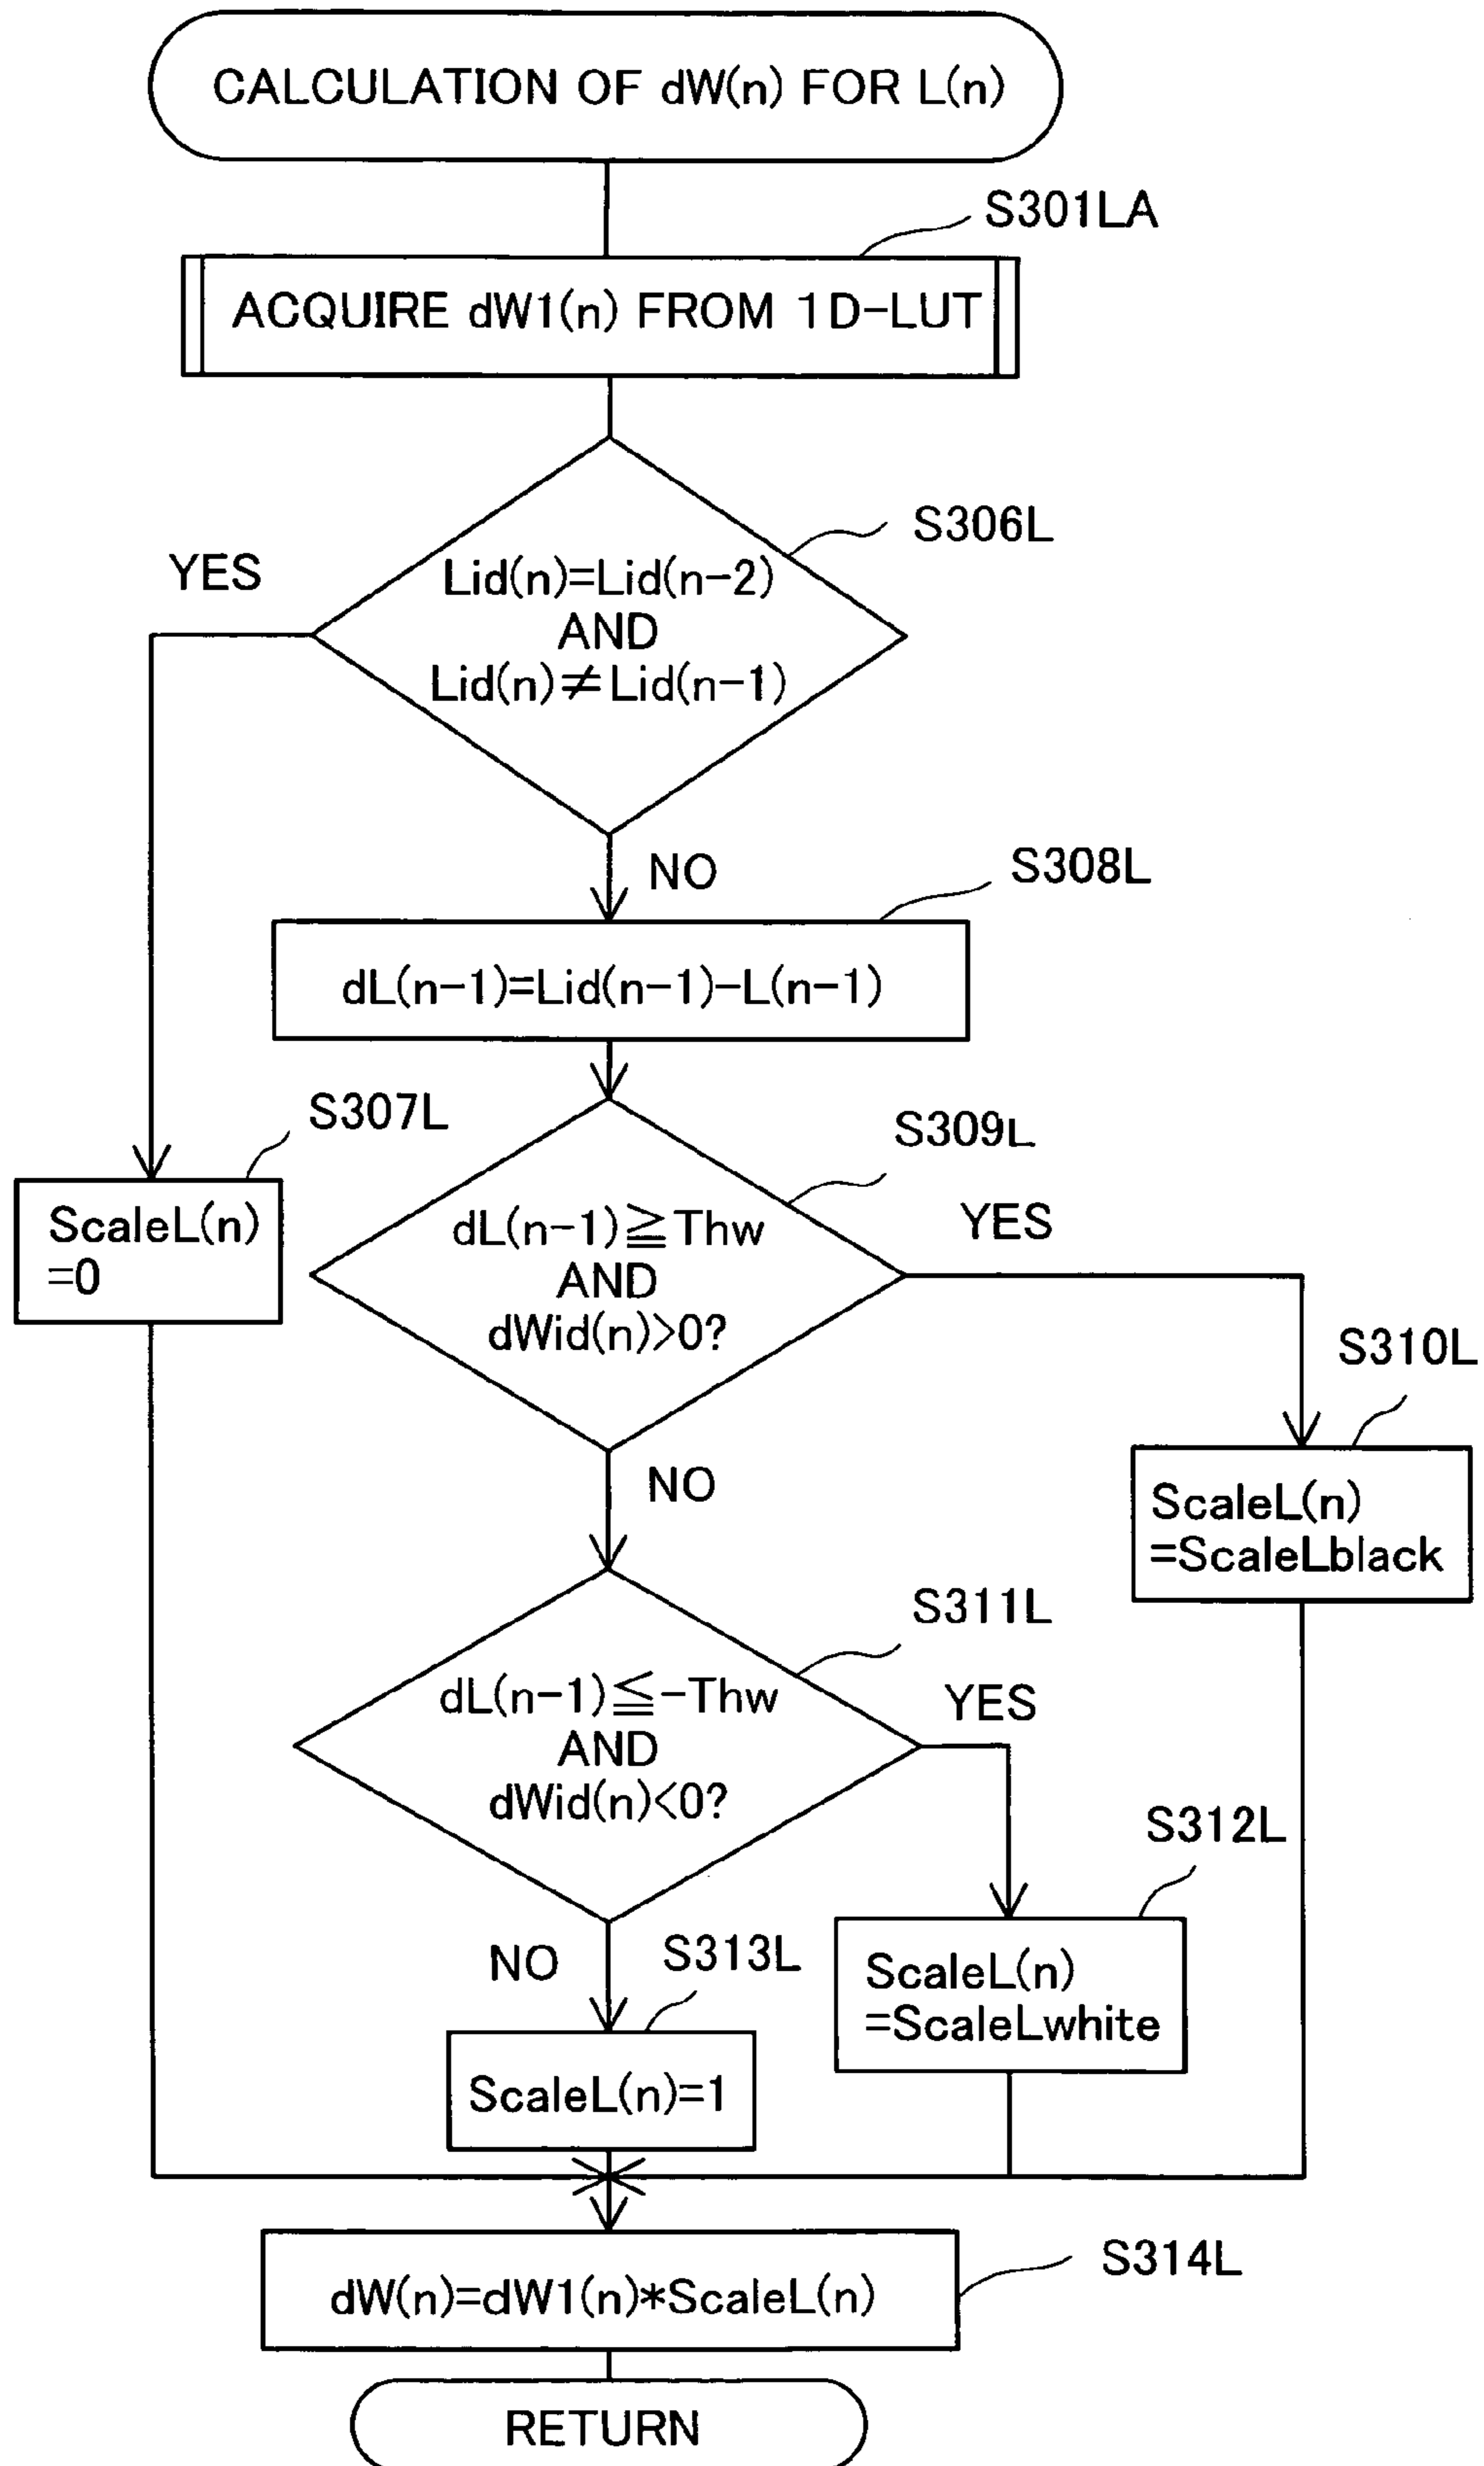 CALCULATION OF dW(n) FOR L(n)
S301LA
ACQUIRE dW1(n) FROM 1D-LUT
S306L
YES
Lid(n)=Lid(n-2)
AND
Lid(n)≠Lid(n-1)
NO
S308L
dL(n-1)=Lid(n-1)-L(n-1)
S307L
ScaleL(n)
=0
S309L
dL(n-1)≧Thw
AND
dWid(n)>0?
YES
S310L
ScaleL(n)
=ScaleLblack
NO
S311L
dL(n-1)≦-Thw
AND
dWid(n)<0?
YES
S312L
ScaleL(n)
=ScaleLwhite
NO
S313L
ScaleL(n)=1
S314L
dW(n)=dW1(n)*ScaleL(n)
RETURN